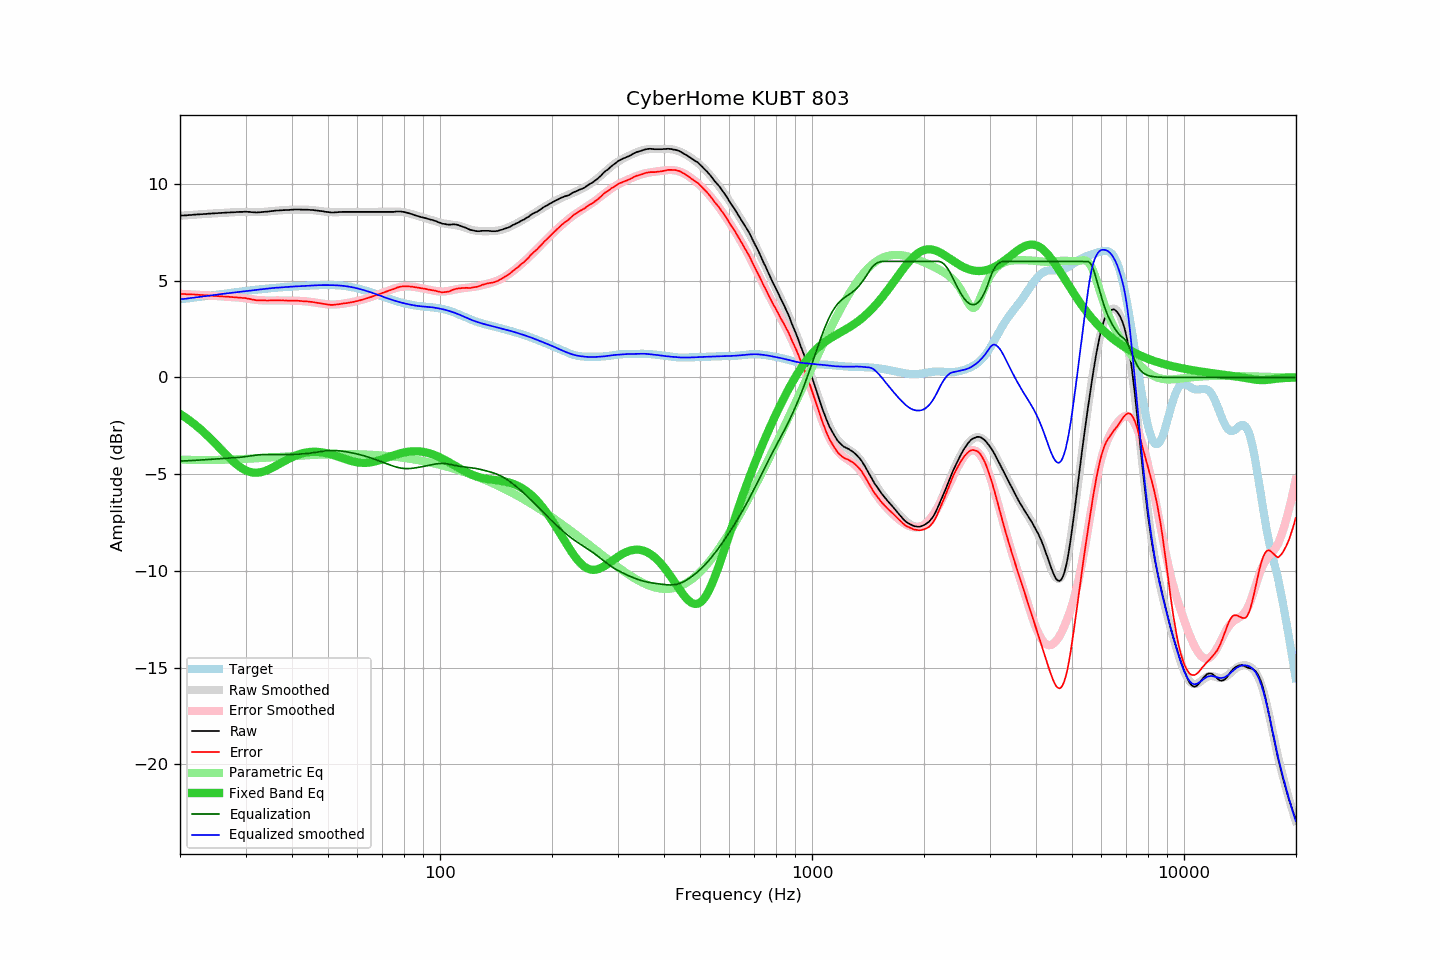 CyberHome KUBT 803
Amplitude (dBr)
10
5
0
−5
−10
−15
−20
Target
Raw Smoothed
Error Smoothed
Raw
Error
Parametric Eq
Fixed Band Eq
Equalization
Equalized smoothed
100
1000
10000
Frequency (Hz)